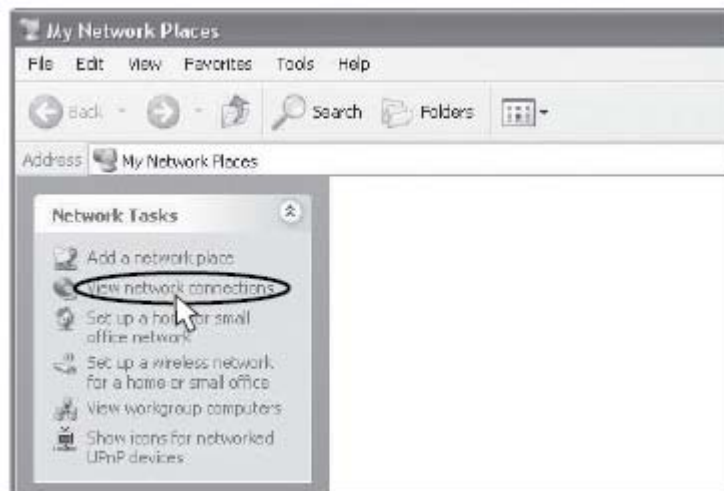 My Network Places
File Edit View Favorites Tools Help
Back Search Folders
Address My Network Places
Network Tasks
Add a network place
View network connections
Set up a home or small
office network
Set up a wireless network
for a home or small office
View workgroup computers
Show icons for networked
UPnP devices